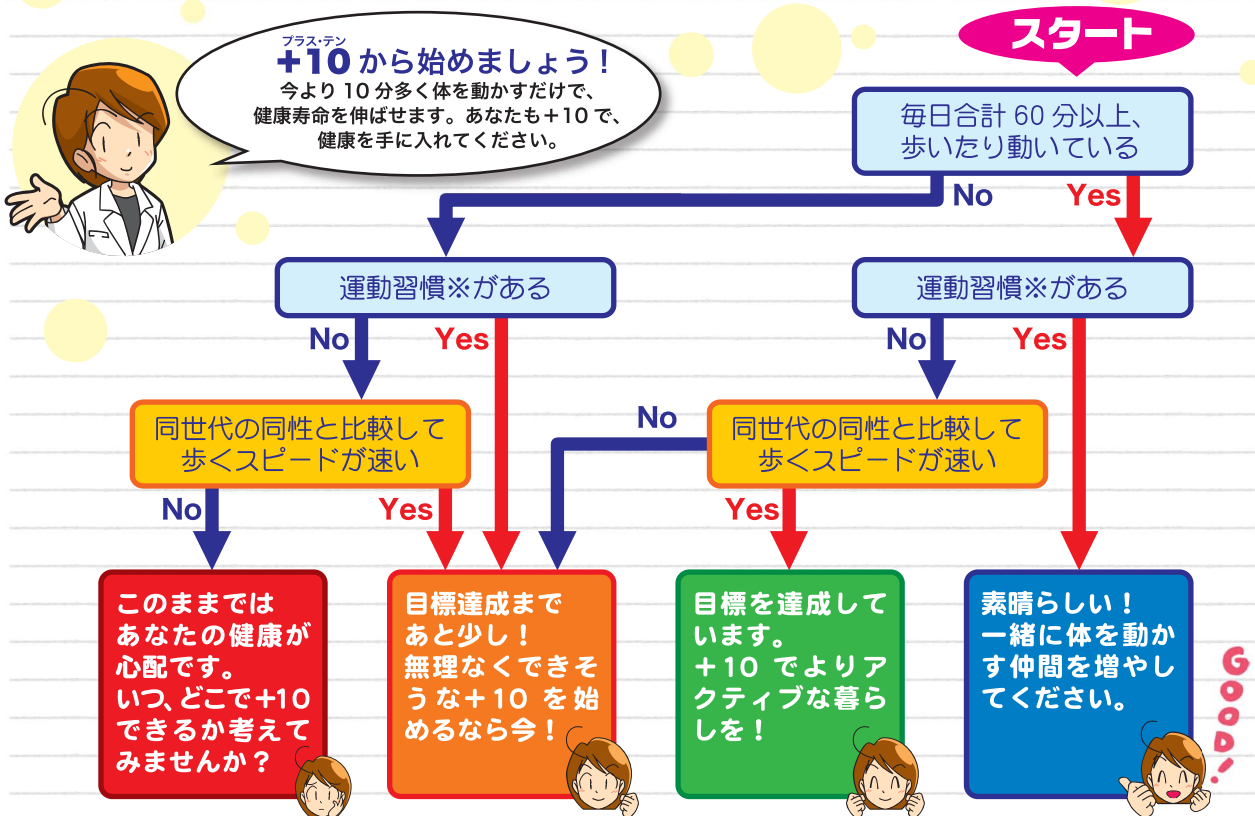 プラス・テン
+10から始めましょう！
今より10分多く体を動かすだけで、
健康寿命を伸ばせます。あなたも+10で、
健康を手に入れてください。
スタート
毎日合計60分以上、
歩いたり動いている
No
Yes
運動習慣※がある
No
Yes
運動習慣※がある
No
Yes
同世代の同性と比較して
歩くスピードが速い
No
Yes
No
同世代の同性と比較して
歩くスピードが速い
Yes
このままでは
あなたの健康が
心配です。
いつ、どこで+10
できるか考えて
みませんか？
目標達成まで
あと少し！
無理なくできそ
うな+10を始
めるなら今！
目標を達成して
います。
+10でよりア
クティブな暮ら
しを！
素晴らしい！
一緒に体を動か
す仲間を増やし
てください。
GOOD!